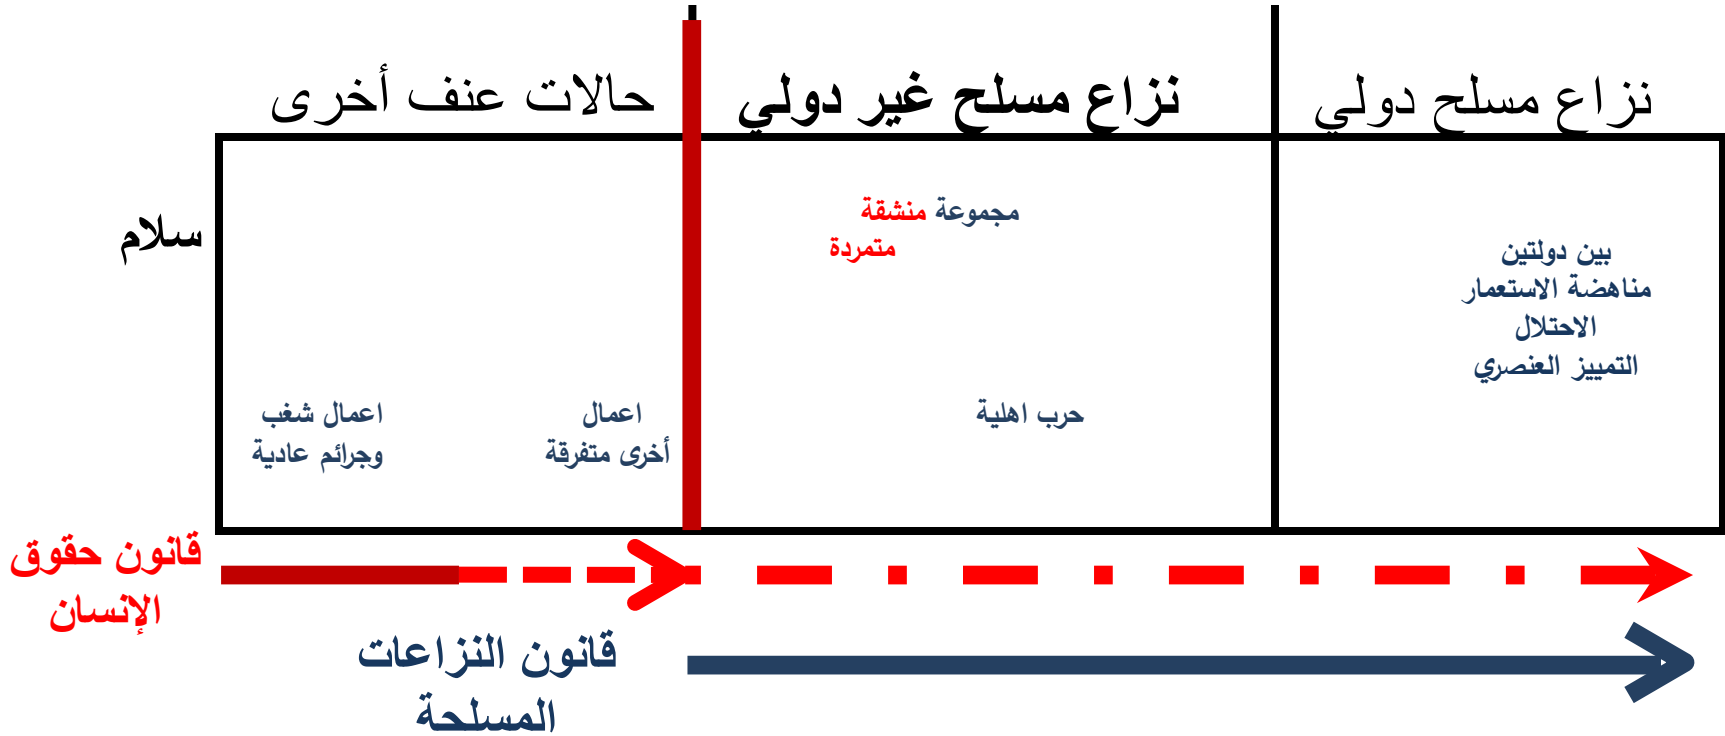 نزاع مسلح دولي
نزاع مسلح غير دولي
حالات عنف أخرى
سلام
بين دولتين
مناهضة الاستعمار
الاحتلال
التمييز العنصري
مجموعة منشقة
متمردة
حرب اهلية
اعمال
أخرى متفرقة
اعمال شغب
وجرائم عادية
قانون حقوق
الإنسان
قانون النزاعات
المسلحة